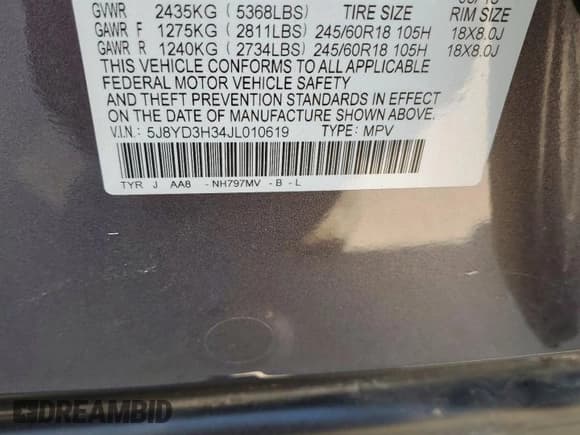 GVWR 2435KG ( 5368LBS) TIRE SIZE RIM SIZE
GAWR F 1275KG ( 2811LBS) 245/60R18 105H 18X8.0J
GAWR R 1240KG ( 2734LBS) 245/60R18 105H 18X8.0J
THIS VEHICLE CONFORMS TO ALL APPLICABLE
FEDERAL MOTOR VEHICLE SAFETY
AND THEFT PREVENTION STANDARDS IN EFFECT
ON THE DATE OF MANUFACTURE SHOWN ABOVE.
V.I.N.: 5J8YD3H34JL010619 TYPE: MPV
TYR J AA8 - NH797MV - B - L
DREAMBID